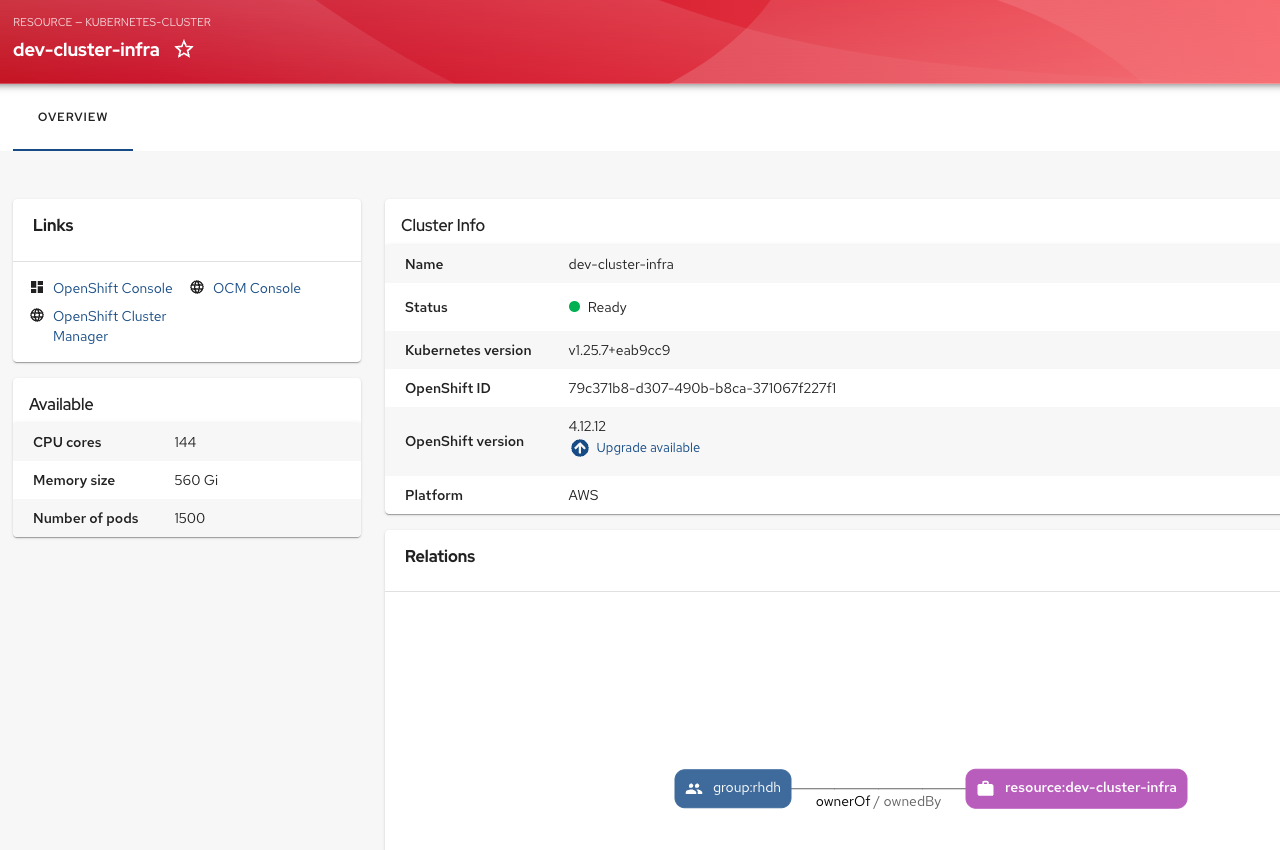 RESOURCE — KUBERNETES-CLUSTER
dev-cluster-infra
OVERVIEW
Links
OpenShift Console
OCM Console
OpenShift Cluster
Manager
Available
CPU cores 144
Memory size 560 Gi
Number of pods 1500
Cluster Info
Name dev-cluster-infra
Status Ready
Kubernetes version v1.25.7+eab9cc9
OpenShift ID 79c371b8-d307-490b-b8ca-371067f227f1
OpenShift version 4.12.12
Upgrade available
Platform AWS
Relations
group:rhdh
ownerOf / ownedBy
resource:dev-cluster-infra